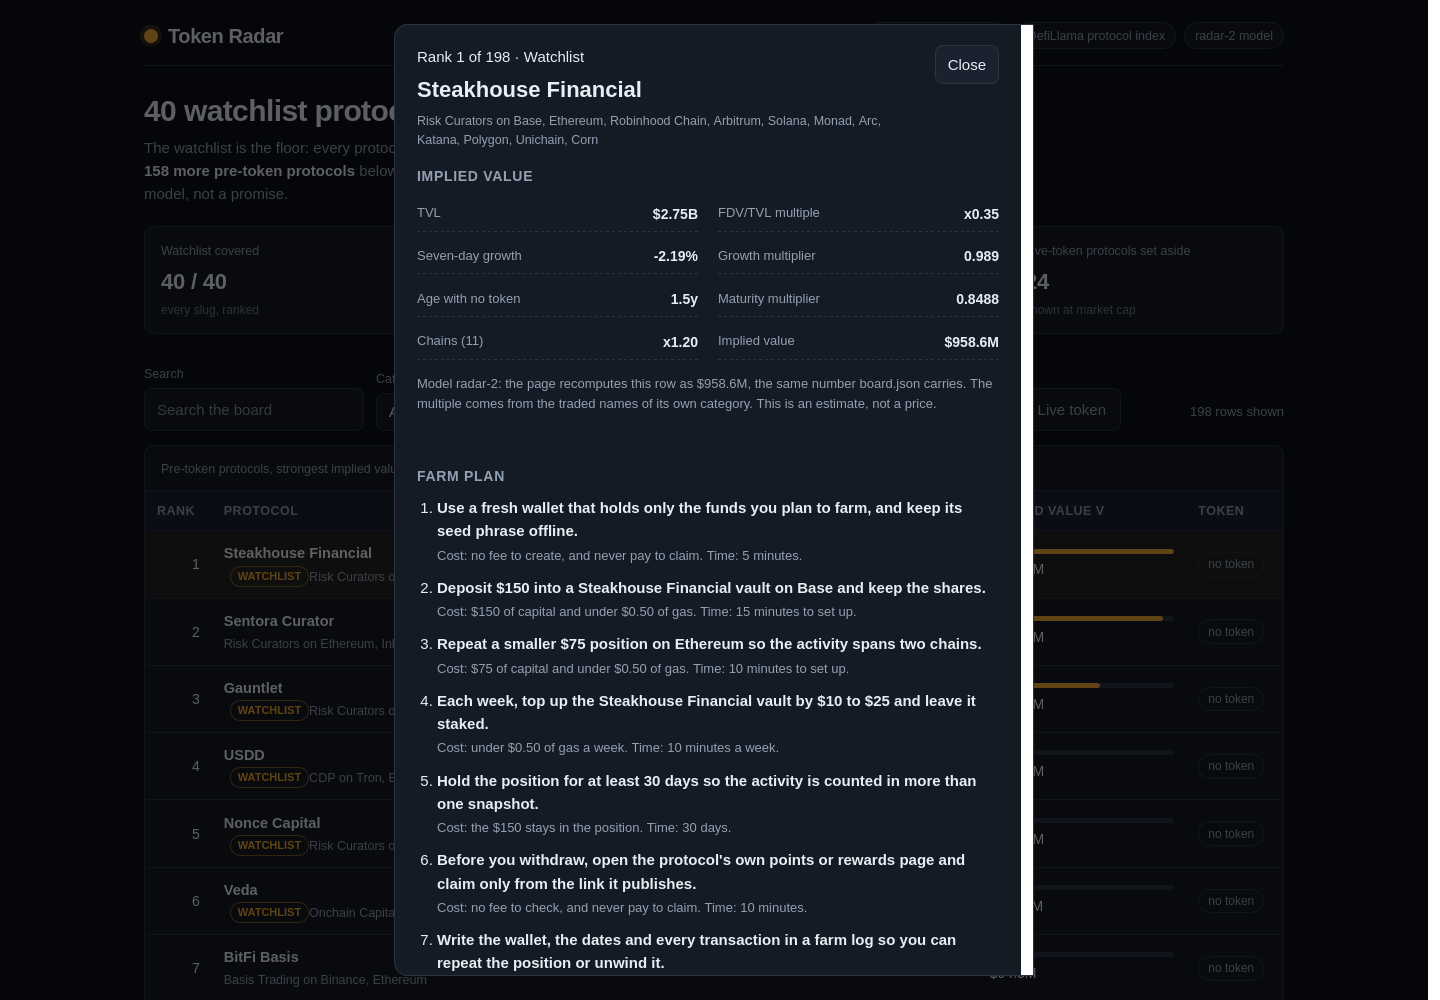 Token Radar
DefiLlama protocol index
radar-2 model
40 watchlist protoc
The watchlist is the floor: every protoc
158 more pre-token protocols below
model, not a promise.
Watchlist covered
40 / 40
every slug, ranked
ve-token protocols set aside
24
hown at market cap
Search
Search the board
Cat
A
Live token
198 rows shown
Pre-token protocols, strongest implied valu
RANK
PROTOCOL
D VALUE V
TOKEN
1
Steakhouse Financial
WATCHLIST Risk Curators o
M
no token
2
Sentora Curator
Risk Curators on Ethereum, Ink
M
no token
3
Gauntlet
WATCHLIST Risk Curators o
M
no token
4
USDD
WATCHLIST CDP on Tron, E
M
no token
5
Nonce Capital
WATCHLIST Risk Curators o
M
no token
6
Veda
WATCHLIST Onchain Capita
M
no token
7
BitFi Basis
Basis Trading on Binance, Ethereum
no token
Rank 1 of 198 · Watchlist
Close
Steakhouse Financial
Risk Curators on Base, Ethereum, Robinhood Chain, Arbitrum, Solana, Monad, Arc,
Katana, Polygon, Unichain, Corn
IMPLIED VALUE
TVL $2.75B
FDV/TVL multiple x0.35
Seven-day growth -2.19%
Growth multiplier 0.989
Age with no token 1.5y
Maturity multiplier 0.8488
Chains (11) x1.20
Implied value $958.6M
Model radar-2: the page recomputes this row as $958.6M, the same number board.json carries. The
multiple comes from the traded names of its own category. This is an estimate, not a price.
FARM PLAN
1. Use a fresh wallet that holds only the funds you plan to farm, and keep its
seed phrase offline.
Cost: no fee to create, and never pay to claim. Time: 5 minutes.
2. Deposit $150 into a Steakhouse Financial vault on Base and keep the shares.
Cost: $150 of capital and under $0.50 of gas. Time: 15 minutes to set up.
3. Repeat a smaller $75 position on Ethereum so the activity spans two chains.
Cost: $75 of capital and under $0.50 of gas. Time: 10 minutes to set up.
4. Each week, top up the Steakhouse Financial vault by $10 to $25 and leave it
staked.
Cost: under $0.50 of gas a week. Time: 10 minutes a week.
5. Hold the position for at least 30 days so the activity is counted in more than
one snapshot.
Cost: the $150 stays in the position. Time: 30 days.
6. Before you withdraw, open the protocol's own points or rewards page and
claim only from the link it publishes.
Cost: no fee to check, and never pay to claim. Time: 10 minutes.
7. Write the wallet, the dates and every transaction in a farm log so you can
repeat the position or unwind it.